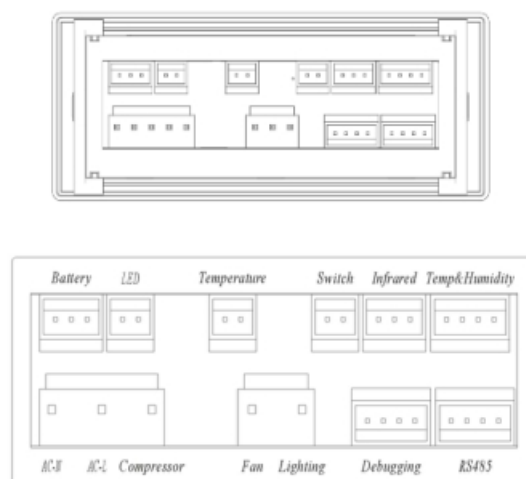 Battery LED Temperature Switch Infrared Temp&Humidity
AC-N AC-L Compressor Fan Lighting Debugging RS485